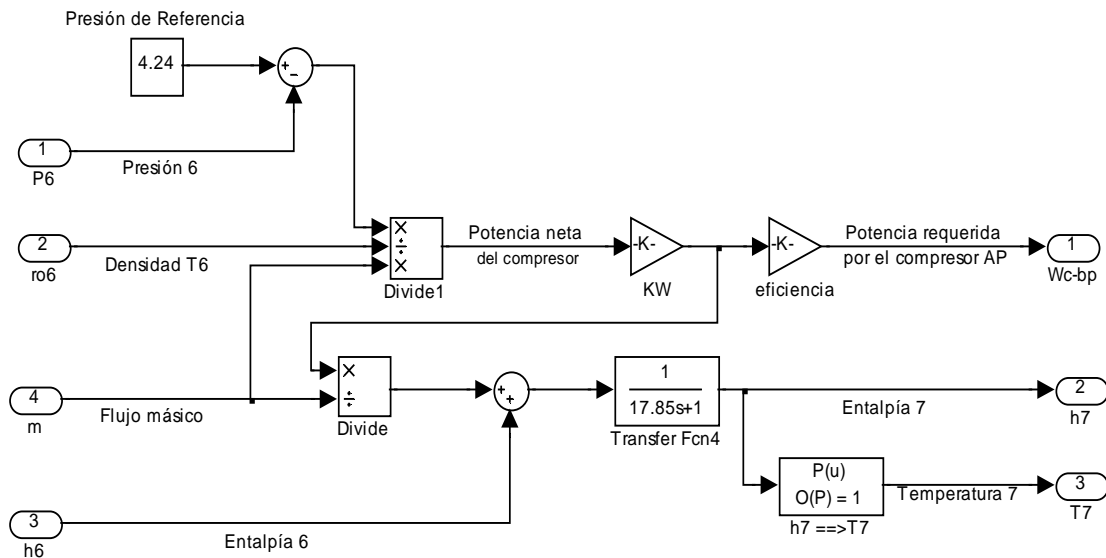 Presión de Referencia
4.24
+
−
1
P6
Presión 6
2
ro6
Densidad T6
×
÷
×
Divide1
Potencia neta
del compresor
-K-
KW
-K-
eficiencia
Potencia requerida
por el compresor AP
1
Wc-bp
4
m
Flujo másico
×
÷
Divide
+
+
1
17.85s+1
Transfer Fcn4
Entalpía 7
2
h7
P(u)
O(P) = 1
h7 ==>T7
Temperatura 7
3
T7
3
h6
Entalpía 6